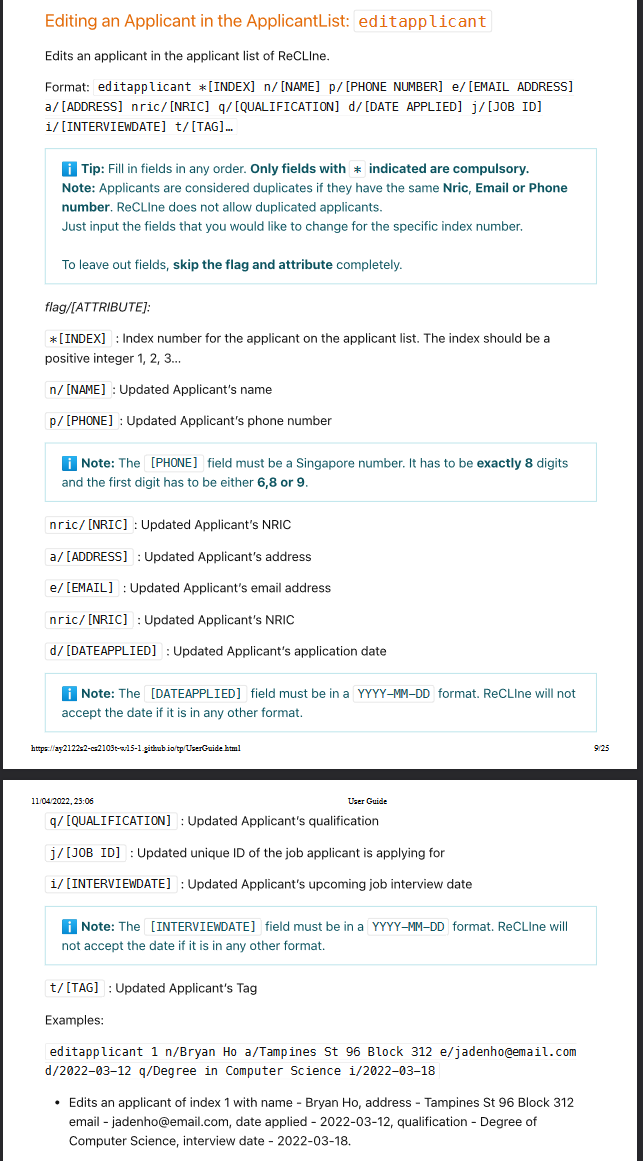 Editing an Applicant in the ApplicantList: editapplicant
Edits an applicant in the applicant list of ReCLIne.
Format: editapplicant *[INDEX] n/[NAME] p/[PHONE NUMBER] e/[EMAIL ADDRESS]
a/[ADDRESS] nric/[NRIC] q/[QUALIFICATION] d/[DATE APPLIED] j/[JOB ID]
i/[INTERVIEWDATE] t/[TAG]…
ℹ️ Tip: Fill in fields in any order. Only fields with * indicated are compulsory.
Note: Applicants are considered duplicates if they have the same Nric, Email or Phone
number. ReCLIne does not allow duplicated applicants.
Just input the fields that you would like to change for the specific index number.
To leave out fields, skip the flag and attribute completely.
flag/[ATTRIBUTE]:
*[INDEX] : Index number for the applicant on the applicant list. The index should be a
positive integer 1, 2, 3…
n/[NAME] : Updated Applicant's name
p/[PHONE] : Updated Applicant's phone number
ℹ️ Note: The [PHONE] field must be a Singapore number. It has to be exactly 8 digits
and the first digit has to be either 6,8 or 9.
nric/[NRIC] : Updated Applicant's NRIC
a/[ADDRESS] : Updated Applicant's address
e/[EMAIL] : Updated Applicant's email address
nric/[NRIC] : Updated Applicant's NRIC
d/[DATEAPPLIED] : Updated Applicant's application date
ℹ️ Note: The [DATEAPPLIED] field must be in a YYYY-MM-DD format. ReCLIne will not
accept the date if it is in any other format.
https://ay2122s2-cs2103t-w15-1.github.io/tp/UserGuide.html 9/25
11/04/2022, 23:06 User Guide
q/[QUALIFICATION] : Updated Applicant's qualification
j/[JOB ID] : Updated unique ID of the job applicant is applying for
i/[INTERVIEWDATE] : Updated Applicant's upcoming job interview date
ℹ️ Note: The [INTERVIEWDATE] field must be in a YYYY-MM-DD format. ReCLIne will
not accept the date if it is in any other format.
t/[TAG] : Updated Applicant's Tag
Examples:
editapplicant 1 n/Bryan Ho a/Tampines St 96 Block 312 e/jadenho@email.com
d/2022-03-12 q/Degree in Computer Science i/2022-03-18
• Edits an applicant of index 1 with name - Bryan Ho, address - Tampines St 96 Block 312
email - jadenho@email.com, date applied - 2022-03-12, qualification - Degree of
Computer Science, interview date - 2022-03-18.